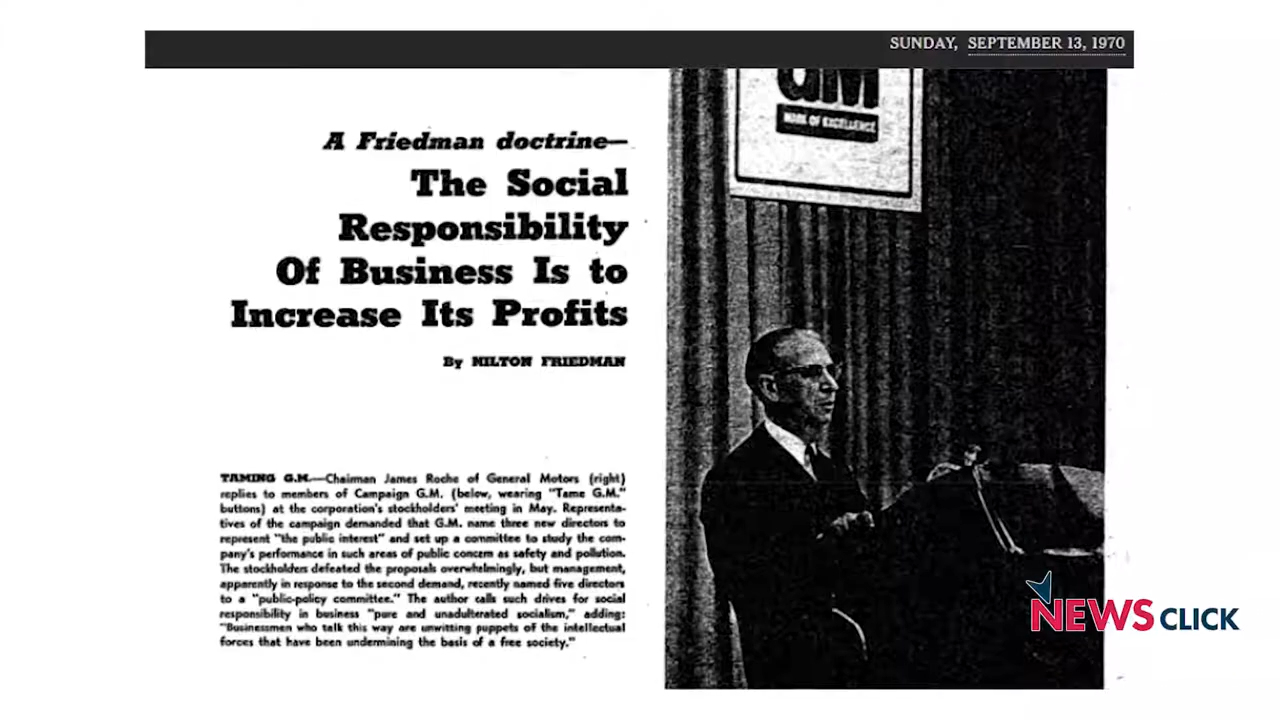 SUNDAY, SEPTEMBER 13, 1970
GM
MARK OF EXCELLENCE
A Friedman doctrine—
The Social
Responsibility
Of Business Is to
Increase Its Profits
By MILTON FRIEDMAN
TAMING G.M.—Chairman James Roche of General Motors (right)
replies to members of Campaign G.M. (below, wearing "Tame G.M."
buttons) at the corporation's stockholders' meeting in May. Representa-
tives of the campaign demanded that G.M. name three new directors to
represent "the public interest" and set up a committee to study the com-
pany's performance in such areas of public concern as safety and pollution.
The stockholders defeated the proposals overwhelmingly, but management,
apparently in response to the second demand, recently named five directors
to a "public-policy committee." The author calls such drives for social
responsibility in business "pure and unadulterated socialism," adding:
"Businessmen who talk this way are unwitting puppets of the intellectual
forces that have been undermining the basis of a free society."
NEWSCLICK